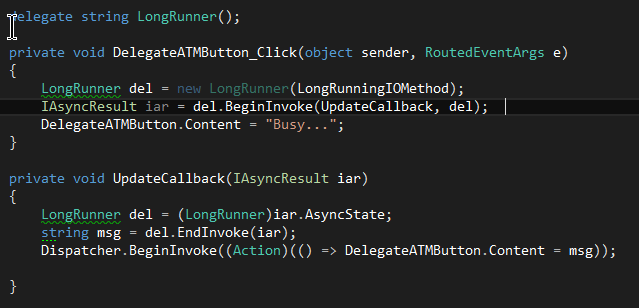 delegate string LongRunner();
private void DelegateATMButton_Click(object sender, RoutedEventArgs e)
{
LongRunner del = new LongRunner(LongRunningIOMethod);
IAsyncResult iar = del.BeginInvoke(UpdateCallback, del);
DelegateATMButton.Content = "Busy...";
}
private void UpdateCallback(IAsyncResult iar)
{
LongRunner del = (LongRunner)iar.AsyncState;
string msg = del.EndInvoke(iar);
Dispatcher.BeginInvoke((Action)(() => DelegateATMButton.Content = msg));
}